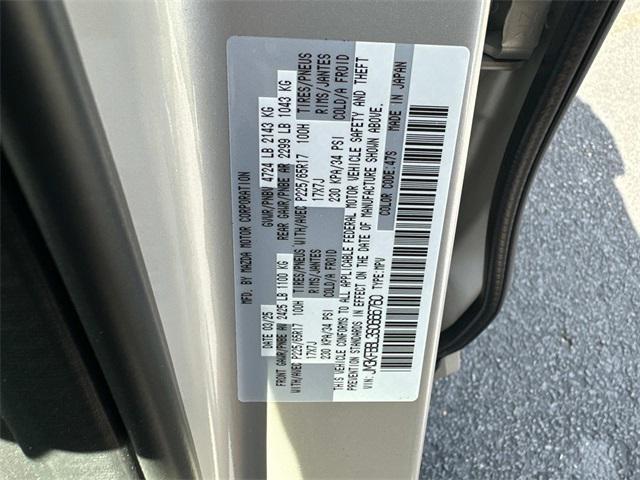 MFD. BY MAZDA MOTOR CORPORATION
DATE 03/25 GVWR/PNBV 4724 LB 2143 KG
FRONT GAWR/PNBE AV 2425 LB 1100 KG REAR GAWR/PNBE AR 2299 LB 1043 KG
WITH/AVEC P225/65R17 100H TIRES/PNEUS WITH/AVEC P225/65R17 100H TIRES/PNEUS
17X7J RIMS/JANTES 17X7J RIMS/JANTES
230 KPA/34 PSI COLD/A FROID 230 KPA/34 PSI COLD/A FROID
THIS VEHICLE CONFORMS TO ALL APPLICABLE FEDERAL MOTOR VEHICLE SAFETY AND THEFT
PREVENTION STANDARDS IN EFFECT ON THE DATE OF MANUFACTURE SHOWN ABOVE.
VIN: TYPE:MPV COLOR CODE:47S MADE IN JAPAN